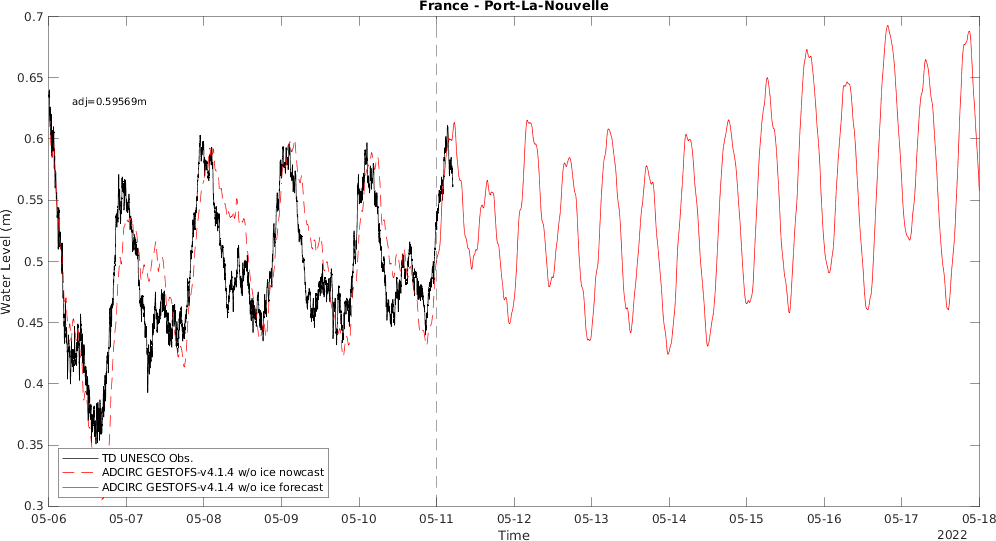 France - Port-La-Nouvelle
0.7
0.65
0.6
0.55
0.5
0.45
0.4
0.35
0.3
Water Level (m)
adj=0.59569m
TD UNESCO Obs.
ADCIRC GESTOFS-v4.1.4 w/o ice nowcast
ADCIRC GESTOFS-v4.1.4 w/o ice forecast
05-06 05-07 05-08 05-09 05-10 05-11 05-12 05-13 05-14 05-15 05-16 05-17 05-18
Time
2022